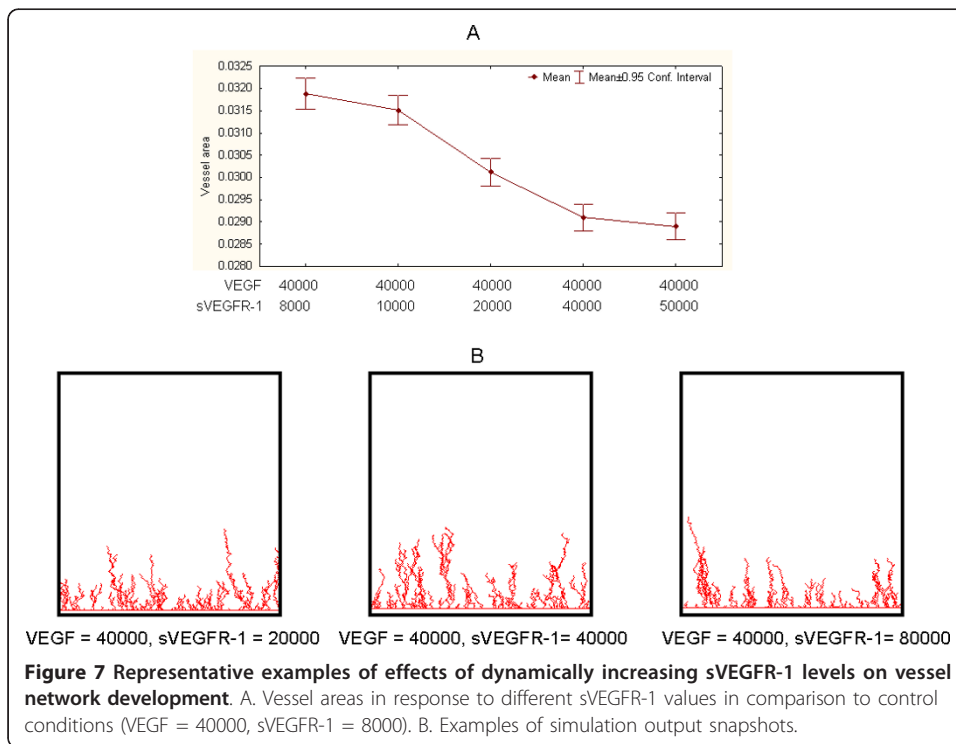 A
Mean Mean±0.95 Conf. Interval
0.0325
0.0320
0.0315
0.0310
0.0305
0.0300
0.0295
0.0290
0.0285
0.0280
Vessel area
VEGF 40000 40000 40000 40000 40000
sVEGFR-1 8000 10000 20000 40000 50000
B
VEGF = 40000, sVEGFR-1 = 20000
VEGF = 40000, sVEGFR-1= 40000
VEGF = 40000, sVEGFR-1= 80000
Figure 7 Representative examples of effects of dynamically increasing sVEGFR-1 levels on vessel
network development. A. Vessel areas in response to different sVEGFR-1 values in comparison to control
conditions (VEGF = 40000, sVEGFR-1 = 8000). B. Examples of simulation output snapshots.